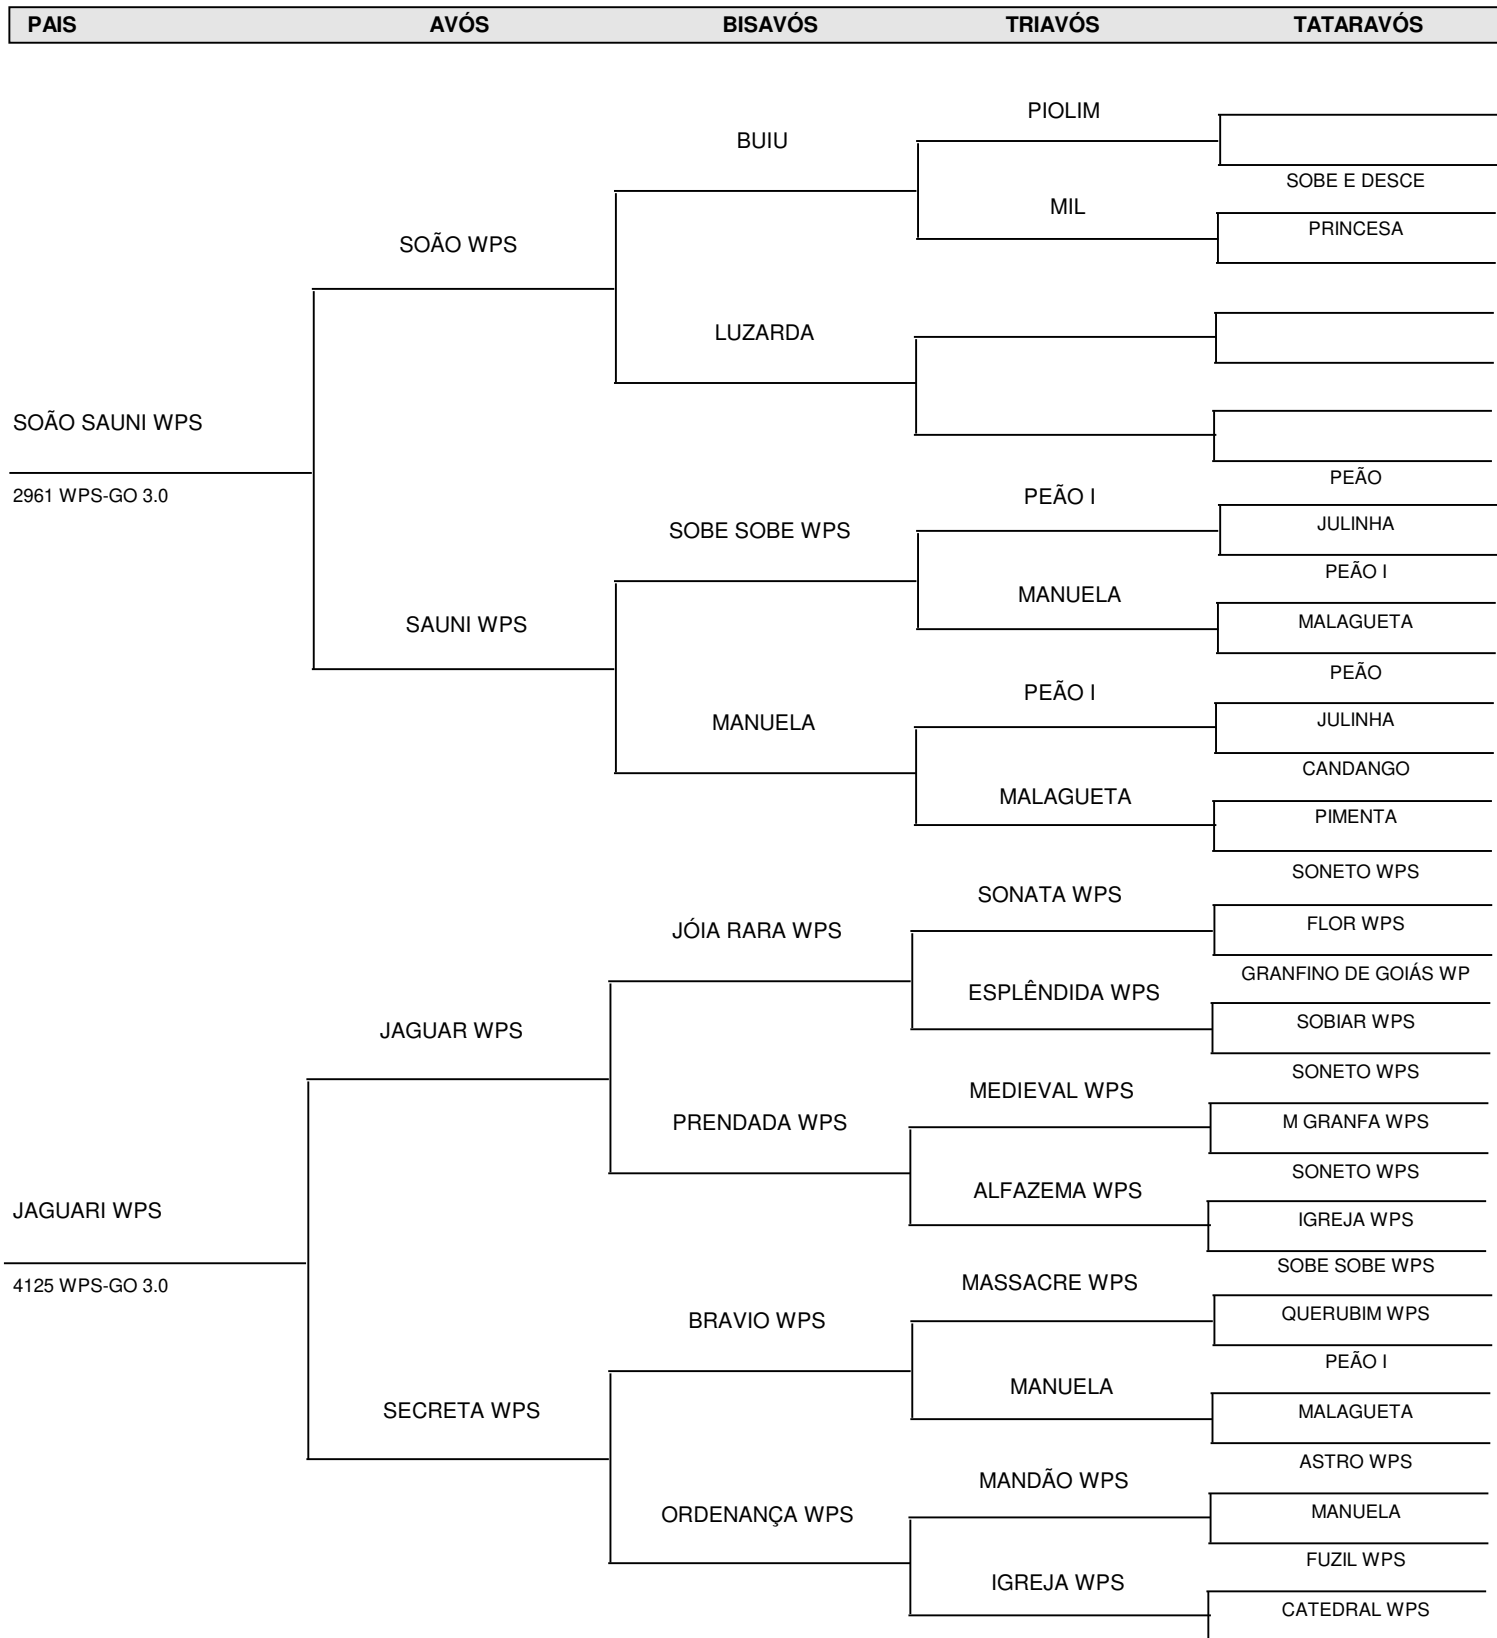 PAIS AVÓS BISAVÓS TRIAVÓS TATARAVÓS
PIOLIM
BUIU
SOBE E DESCE
MIL
PRINCESA
SOÃO WPS
LUZARDA
SOÃO SAUNI WPS
2961 WPS-GO 3.0
PEÃO
PEÃO I
JULINHA
SOBE SOBE WPS
PEÃO I
MANUELA
MALAGUETA
SAUNI WPS
PEÃO
PEÃO I
JULINHA
MANUELA
CANDANGO
MALAGUETA
PIMENTA
SONETO WPS
SONATA WPS
FLOR WPS
JÓIA RARA WPS
GRANFINO DE GOIÁS WP
ESPLÊNDIDA WPS
SOBIAR WPS
JAGUAR WPS
SONETO WPS
MEDIEVAL WPS
M GRANFA WPS
PRENDADA WPS
SONETO WPS
ALFAZEMA WPS
IGREJA WPS
JAGUARI WPS
4125 WPS-GO 3.0
SOBE SOBE WPS
MASSACRE WPS
QUERUBIM WPS
BRAVIO WPS
PEÃO I
MANUELA
MALAGUETA
SECRETA WPS
ASTRO WPS
MANDÃO WPS
MANUELA
ORDENANÇA WPS
FUZIL WPS
IGREJA WPS
CATEDRAL WPS